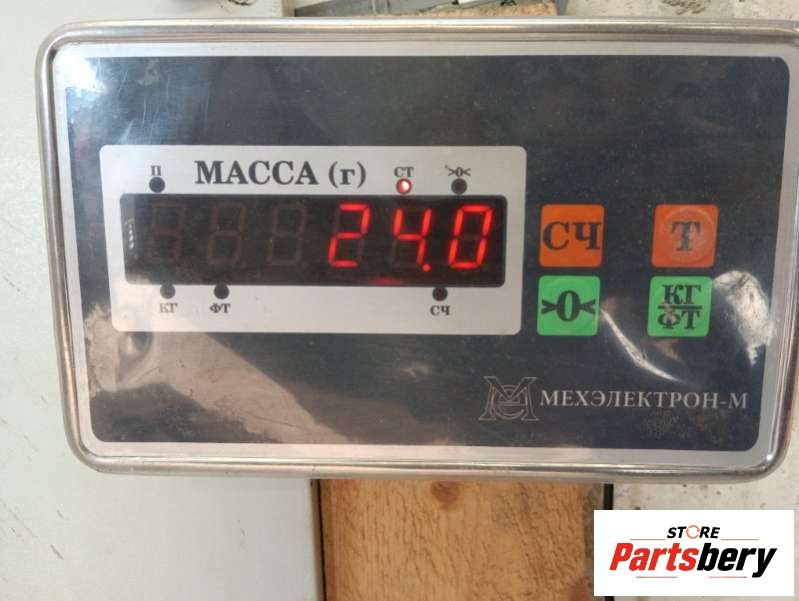 П МАССА (г) СТ >0<
24.0
КГ ФТ СЧ
СЧ Т
>0< КГ/ФТ
МЕХЭЛЕКТРОН-М
STORE
Partsbery